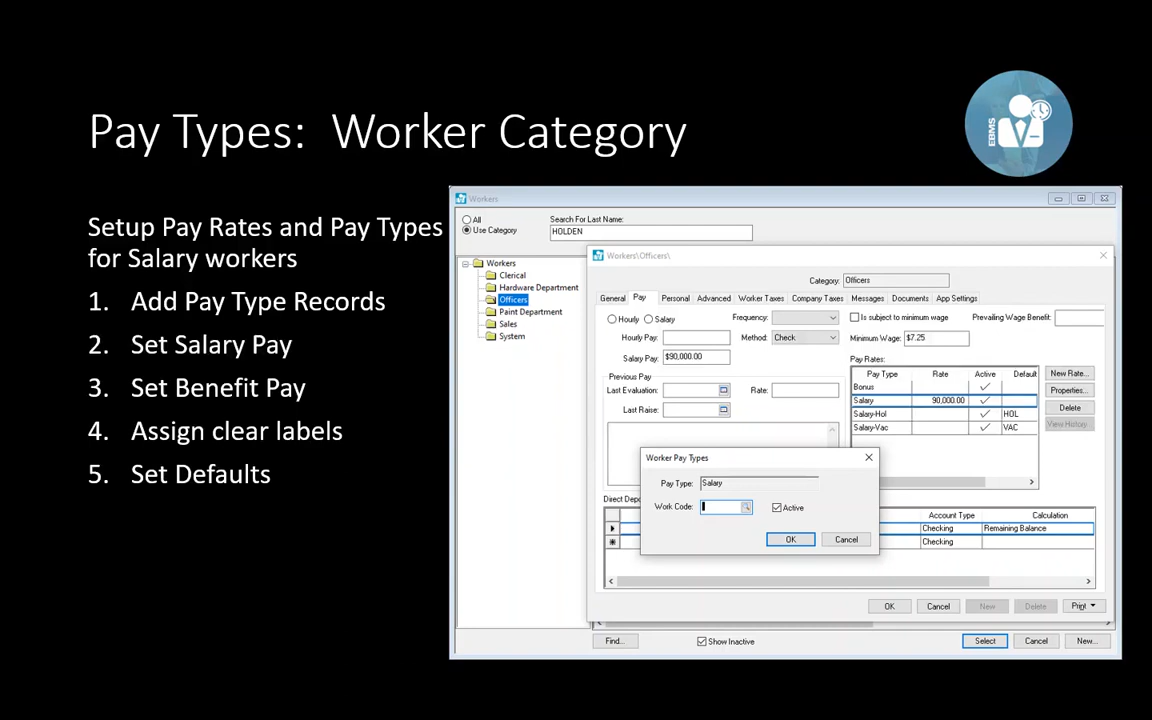 Pay Types: Worker Category
EBMS
Setup Pay Rates and Pay Types
for Salary workers
1. Add Pay Type Records
2. Set Salary Pay
3. Set Benefit Pay
4. Assign clear labels
5. Set Defaults
Workers
All
Use Category
Search For Last Name:
HOLDEN
Workers
Clerical
Hardware Department
Officers
Paint Department
Sales
System
Workers\Officers\
Category: Officers
General Pay Personal Advanced Worker Taxes Company Taxes Messages Documents App Settings
Hourly Salary Frequency: Is subject to minimum wage Prevailing Wage Benefit:
Hourly Pay: Method: Check Minimum Wage: $7.25
Salary Pay: $90,000.00 Pay Rates:
Previous Pay
Last Evaluation: Rate:
Last Raise:
Pay Type Rate Active Default
Bonus
Salary 90,000.00
Salary-Hol HOL
Salary-Vac VAC
New Rate...
Properties...
Delete
View History
Worker Pay Types
Pay Type: Salary
Work Code: Active
OK Cancel
Direct Depo
Account Type Calculation
Checking Remaining Balance
Checking
OK Cancel New Delete Print
Find... Show Inactive Select Cancel New...